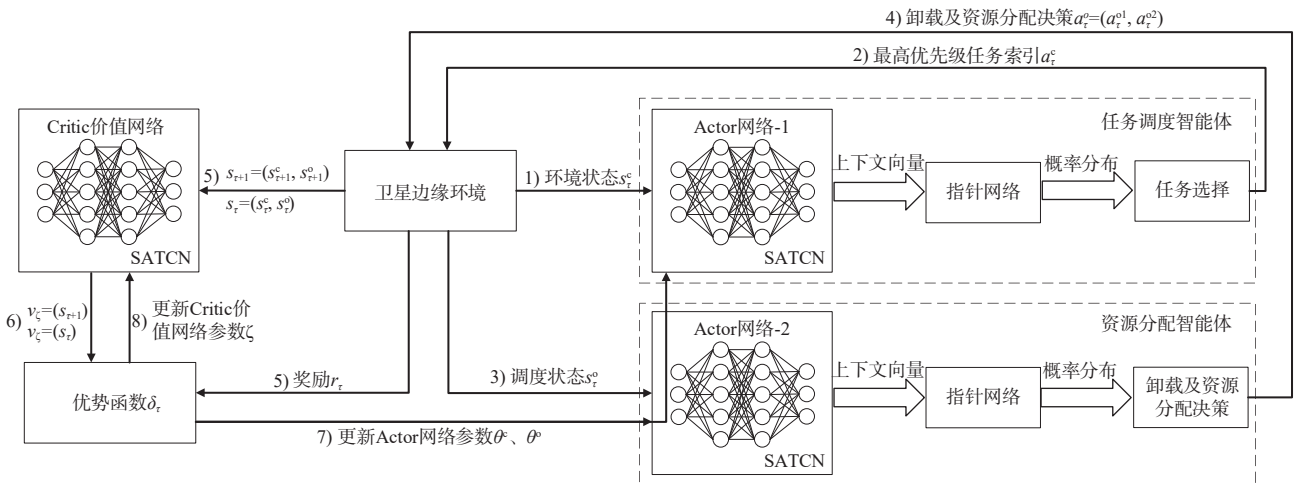 4) 卸载及资源分配决策a_τ^o=(a_τ^{o1}, a_τ^{o2})
2) 最高优先级任务索引a_τ^c
Critic价值网络
SATCN
5) s_{τ+1}=(s_{τ+1}^c, s_{τ+1}^o)
s_τ=(s_τ^c, s_τ^o)
卫星边缘环境
1) 环境状态s_τ^c
Actor网络-1
SATCN
任务调度智能体
上下文向量
指针网络
概率分布
任务选择
6) v_ζ=(s_{τ+1})
v_ζ=(s_τ)
8) 更新Critic价
值网络参数ζ
优势函数δ_τ
5) 奖励r_τ
3) 调度状态s_τ^o
7) 更新Actor网络参数θ^c、θ^o
Actor网络-2
SATCN
资源分配智能体
上下文向量
指针网络
概率分布
卸载及资源
分配决策